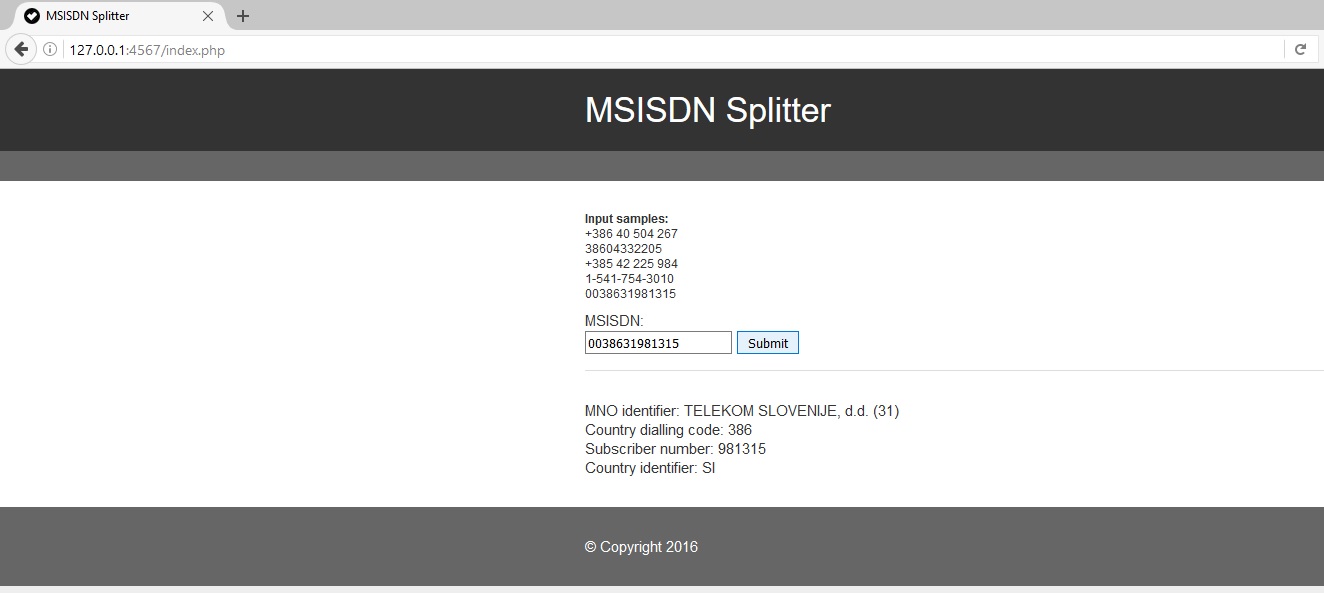 MSISDN Splitter
127.0.0.1:4567/index.php
MSISDN Splitter
Input samples:
+386 40 504 267
38604332205
+385 42 225 984
1-541-754-3010
0038631981315
MSISDN:
0038631981315 Submit
MNO identifier: TELEKOM SLOVENIJE, d.d. (31)
Country dialling code: 386
Subscriber number: 981315
Country identifier: SI
© Copyright 2016